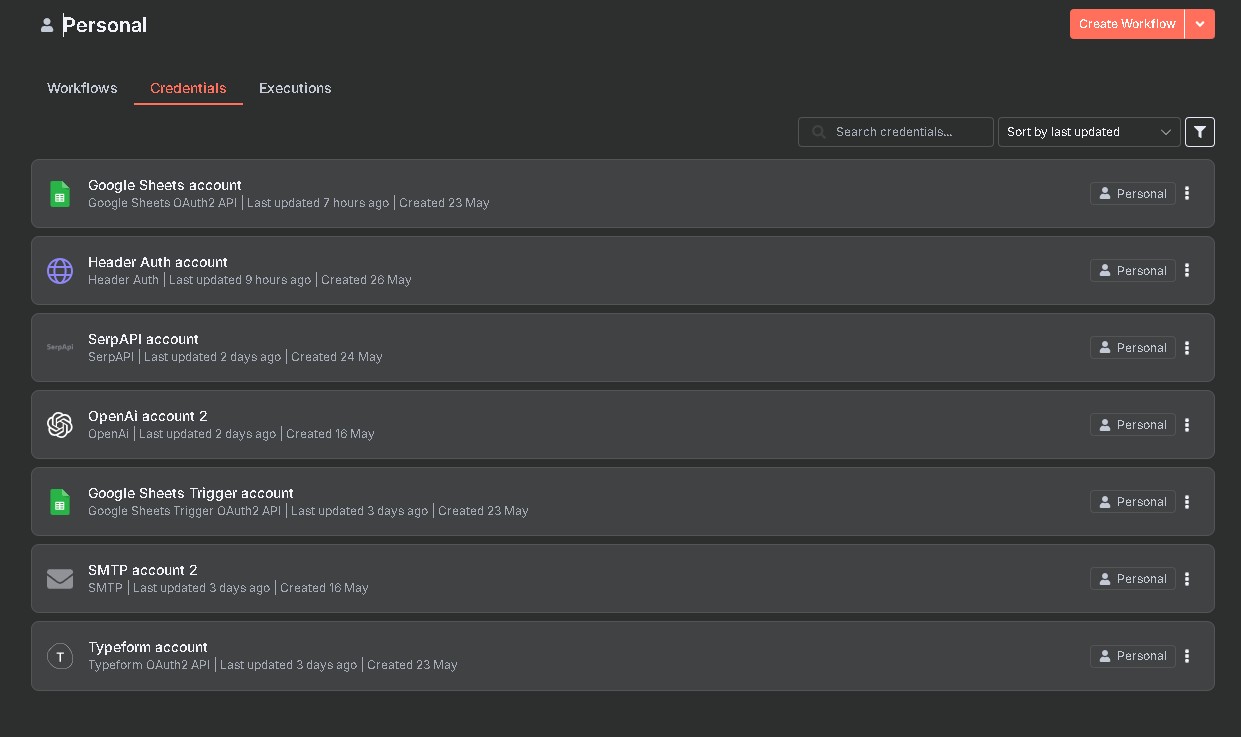 Personal
Create Workflow
Workflows
Credentials
Executions
Search credentials...
Sort by last updated
Google Sheets account
Google Sheets OAuth2 API | Last updated 7 hours ago | Created 23 May
Personal
Header Auth account
Header Auth | Last updated 9 hours ago | Created 26 May
Personal
SerpApi
SerpAPI account
SerpAPI | Last updated 2 days ago | Created 24 May
Personal
OpenAi account 2
OpenAi | Last updated 2 days ago | Created 16 May
Personal
Google Sheets Trigger account
Google Sheets Trigger OAuth2 API | Last updated 3 days ago | Created 23 May
Personal
SMTP account 2
SMTP | Last updated 3 days ago | Created 16 May
Personal
T
Typeform account
Typeform OAuth2 API | Last updated 3 days ago | Created 23 May
Personal